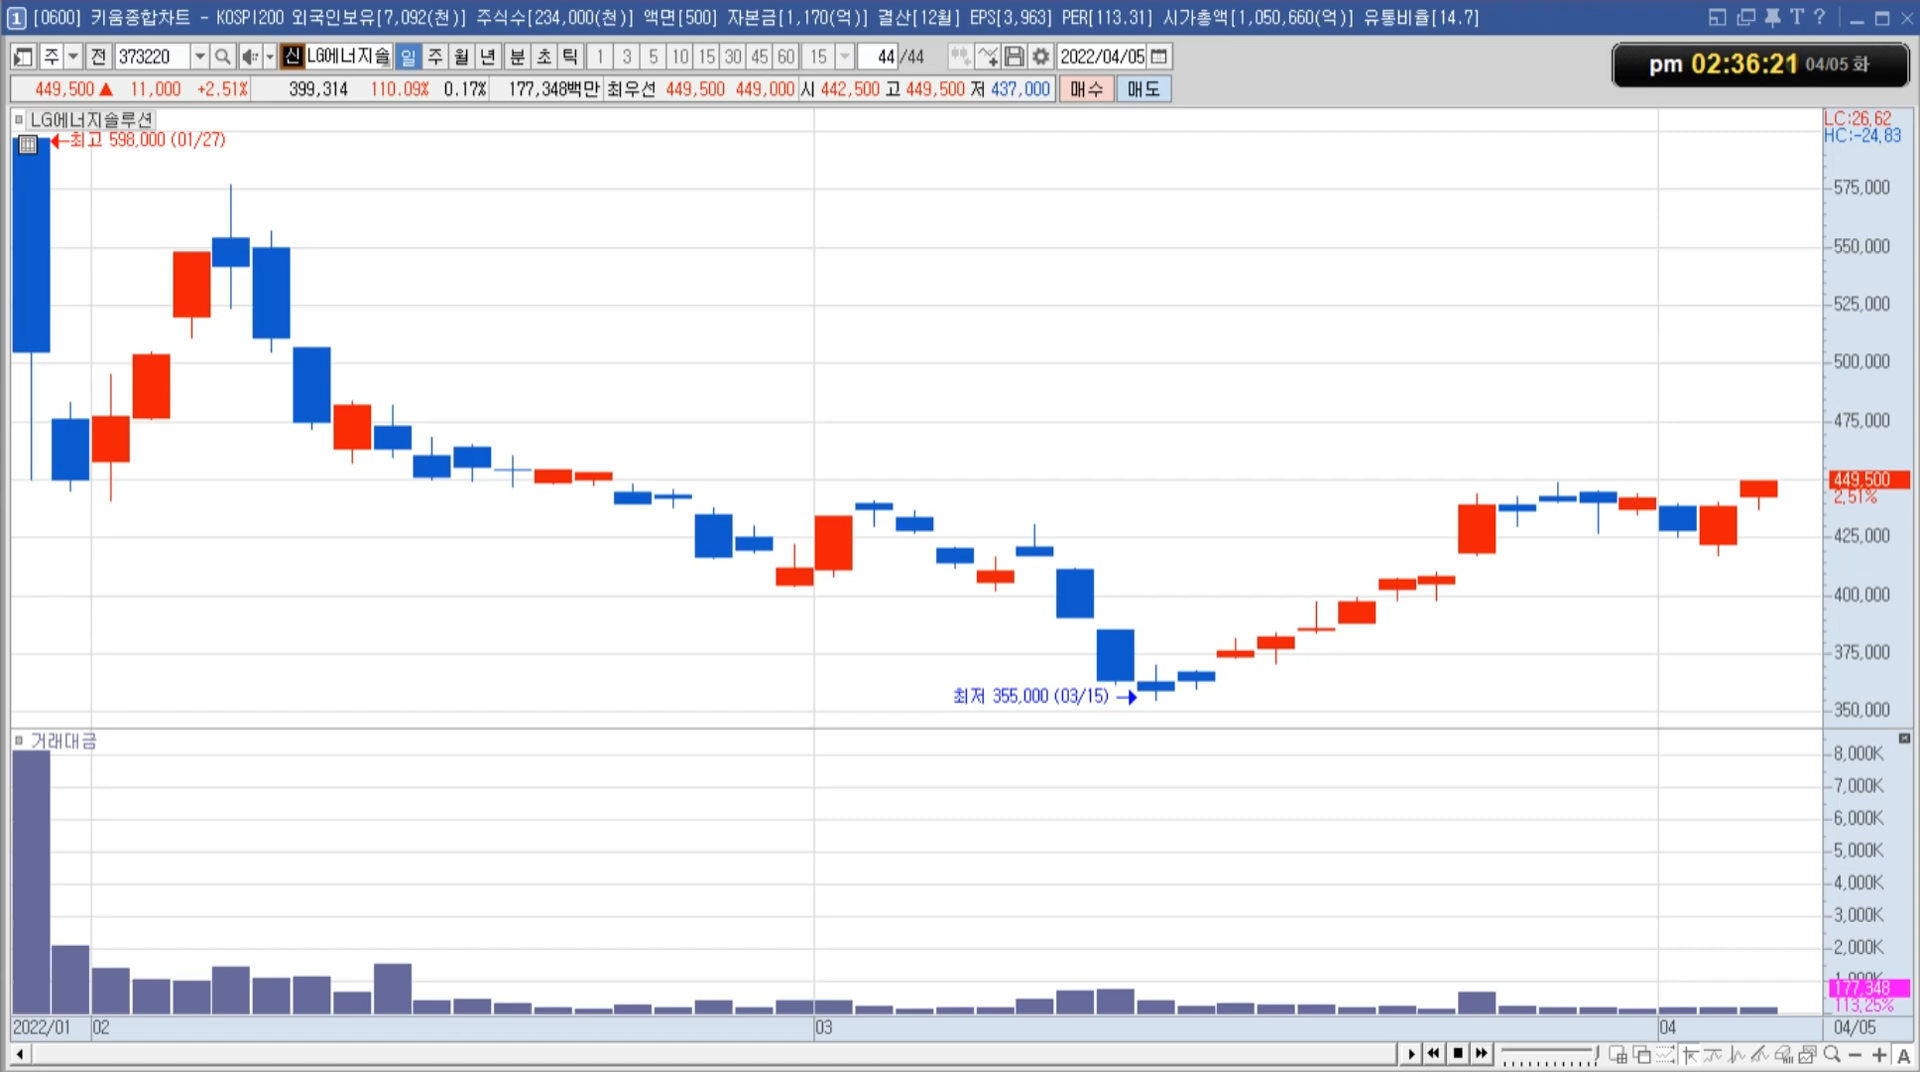 1 [0600] 키움종합차트 - KOSPI200 외국인보유[7,092(천)] 주식수[234,000(천)] 액면[500] 자본금[1,170(억)] 결산[12월] EPS[3,963] PER[113.31] 시가총액[1,050,660(억)] 유통비율[14.7]
주 전 373220 신 LG에너지솔 일 주 월 년 분 초 틱 1 3 5 10 15 30 45 60 15 44 /44 2022/04/05
pm 02:36:21 04/05 화
449,500 ▲ 11,000 +2.51% 399,314 110.09% 0.17% 177,348백만 최우선 449,500 449,000 시 442,500 고 449,500 저 437,000 매수 매도
LG에너지솔루션
최고 598,000 (01/27)
LC:26,62
HC:-24,83
575,000
550,000
525,000
500,000
475,000
449,500
2,51%
425,000
400,000
375,000
최저 355,000 (03/15)
350,000
거래대금
8,000K
7,000K
6,000K
5,000K
4,000K
3,000K
2,000K
1,000K
177,348
113,25%
2022/01 02 03 04 04/05
A